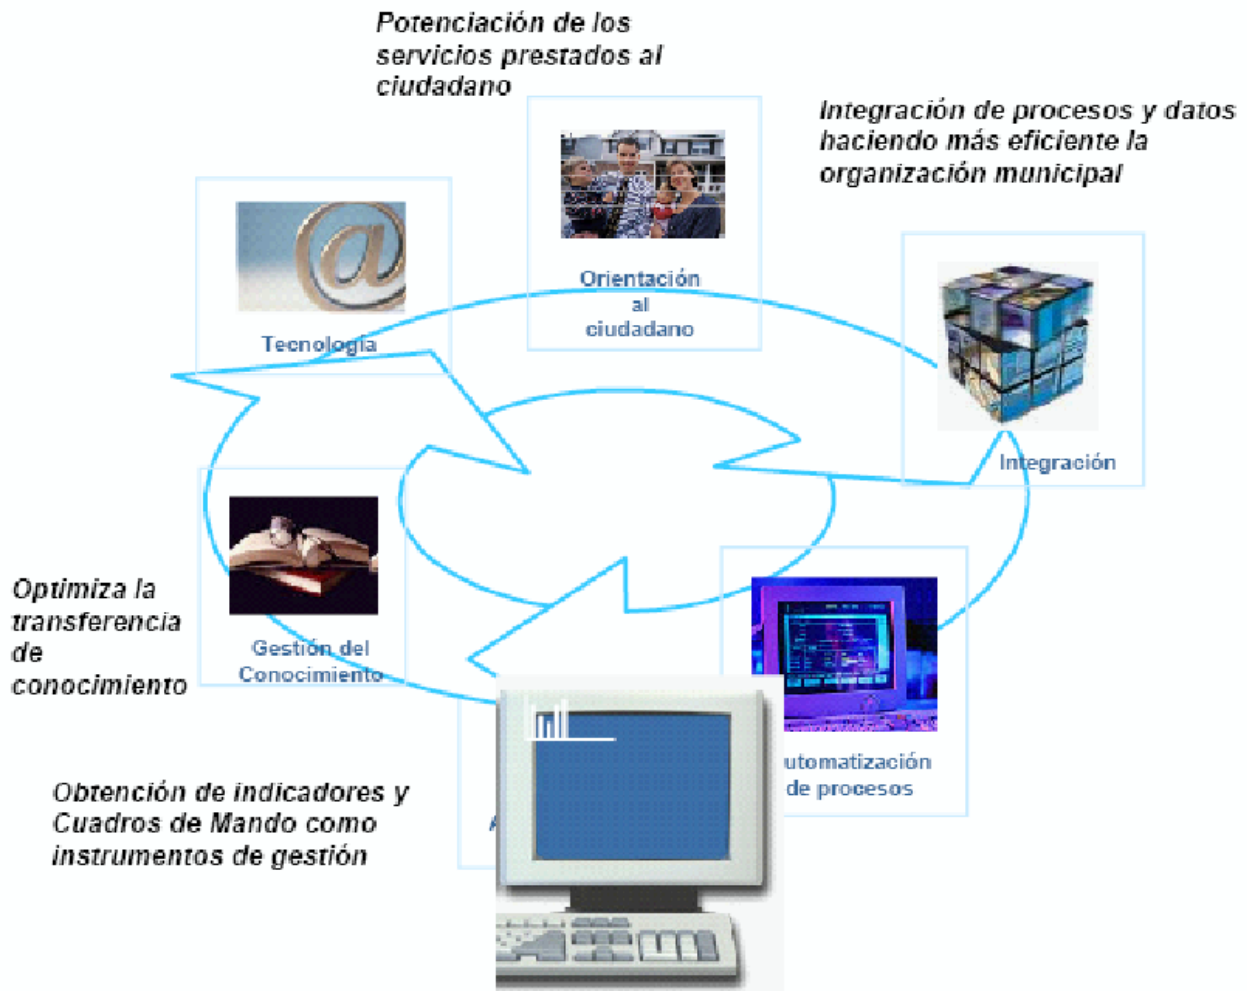 Potenciación de los
servicios prestados al
ciudadano
Integración de procesos y datos
haciendo más eficiente la
organización municipal
Orientación
al
ciudadano
Tecnología
Integración
Gestión del
Conocimiento
Optimiza la
transferencia
de
conocimiento
utomatización
de procesos
Obtención de indicadores y
Cuadros de Mando como
instrumentos de gestión